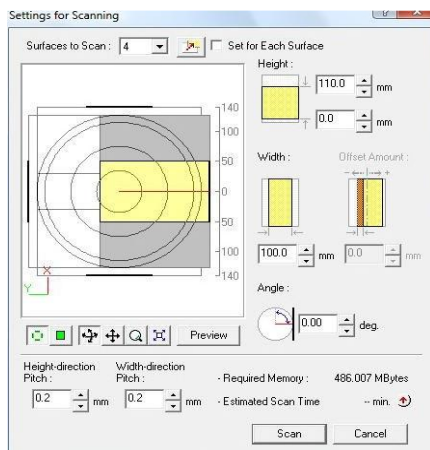 Settings for Scanning
Surfaces to Scan : 4 Set for Each Surface
Height :
110.0 mm
0.0 mm
140
100
50
0
50
100
140
Width : Offset Amount :
- +
100.0 mm 0.0 mm
Angle :
0.00 deg.
X
Y
Preview
Height-direction Pitch :
0.2 mm
Width-direction Pitch :
0.2 mm
- Required Memory : 486.007 MBytes
- Estimated Scan Time -- min.
Scan Cancel